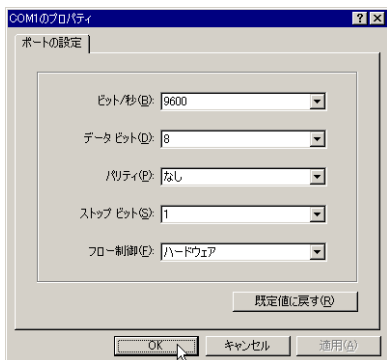 COM1のプロパティ
ポートの設定
ビット/秒(B): 9600
データ ビット(D): 8
パリティ(P): なし
ストップ ビット(S): 1
フロー制御(F): ハードウェア
既定値に戻す(R)
OK キャンセル 適用(A)